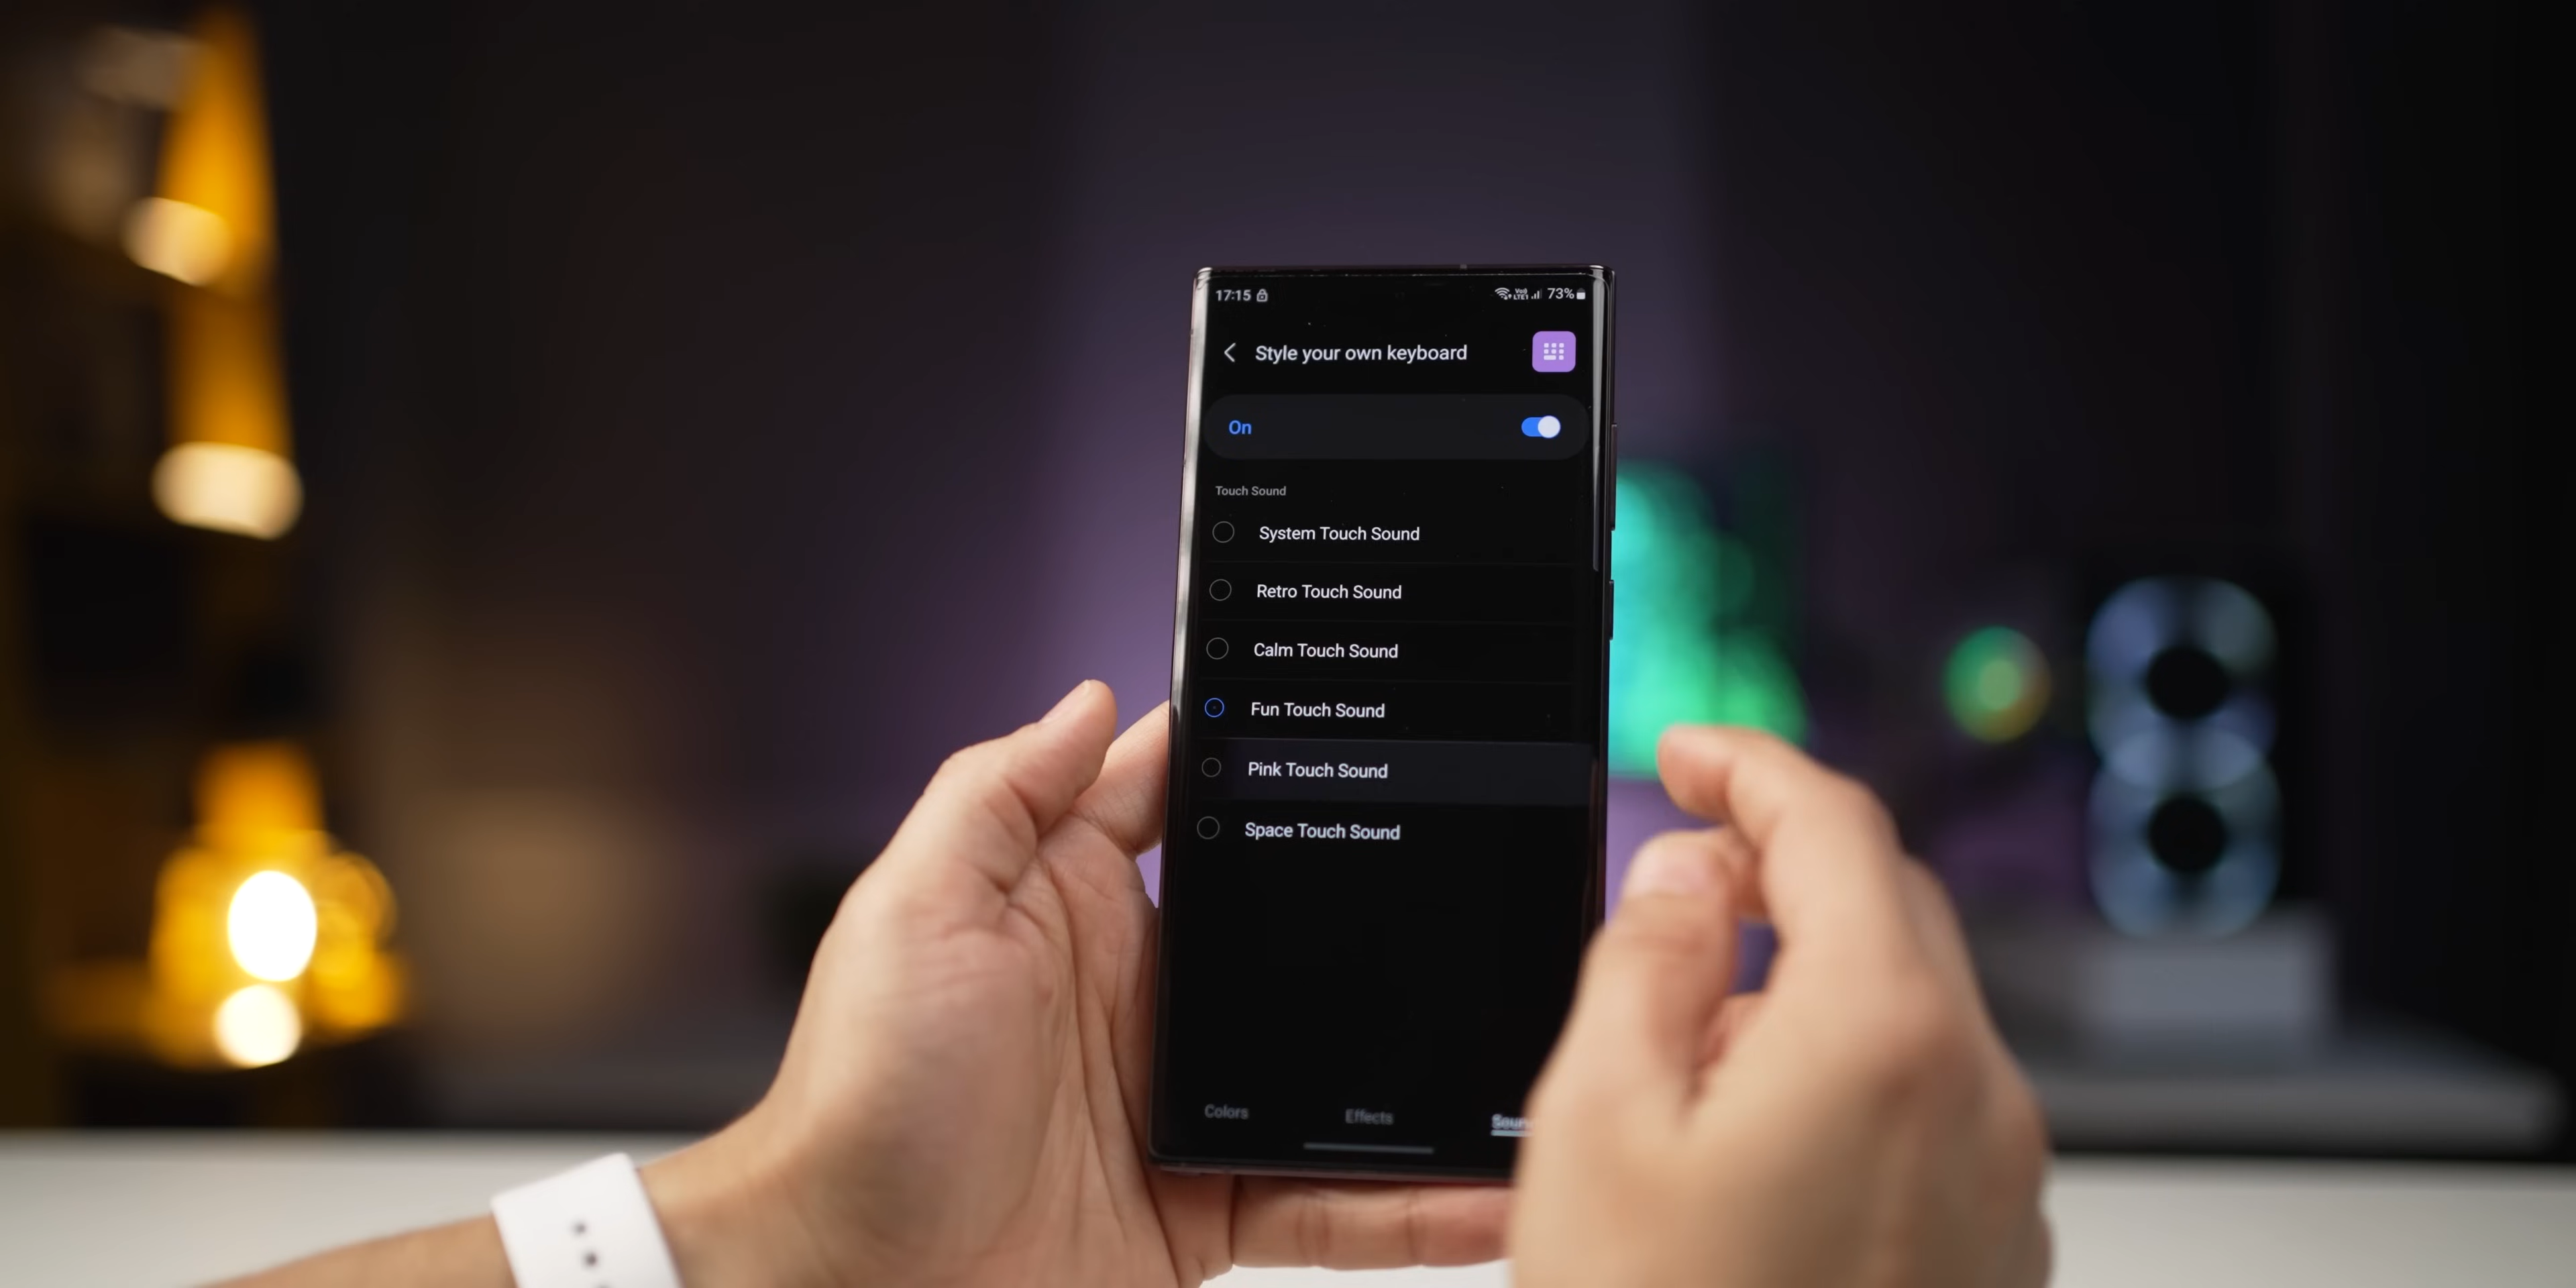 17:15
73%
Style your own keyboard
On
Touch Sound
System Touch Sound
Retro Touch Sound
Calm Touch Sound
Fun Touch Sound
Pink Touch Sound
Space Touch Sound
Colors
Effects